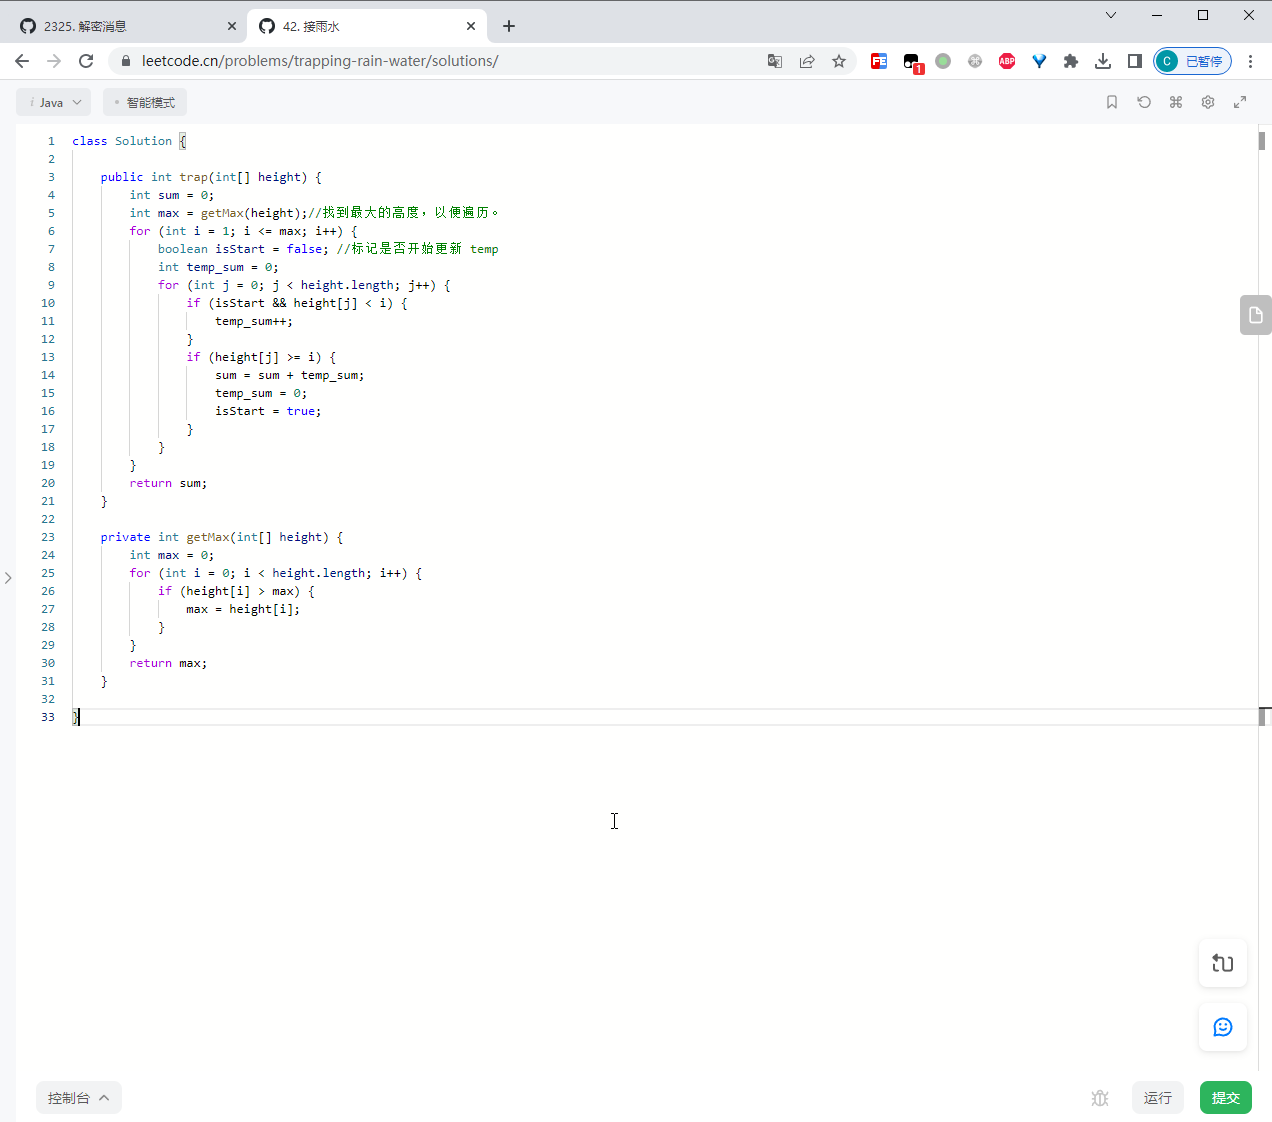 2325. 解密消息
42. 接雨水
leetcode.cn/problems/trapping-rain-water/solutions/
FE
1
ABP
C 已暂停
i Java
智能模式
1 class Solution {
2
3 public int trap(int[] height) {
4 int sum = 0;
5 int max = getMax(height);//找到最大的高度，以便遍历。
6 for (int i = 1; i <= max; i++) {
7 boolean isStart = false; //标记是否开始更新 temp
8 int temp_sum = 0;
9 for (int j = 0; j < height.length; j++) {
10 if (isStart && height[j] < i) {
11 temp_sum++;
12 }
13 if (height[j] >= i) {
14 sum = sum + temp_sum;
15 temp_sum = 0;
16 isStart = true;
17 }
18 }
19 }
20 return sum;
21 }
22
23 private int getMax(int[] height) {
24 int max = 0;
25 for (int i = 0; i < height.length; i++) {
26 if (height[i] > max) {
27 max = height[i];
28 }
29 }
30 return max;
31 }
32
33 }
控制台
运行
提交